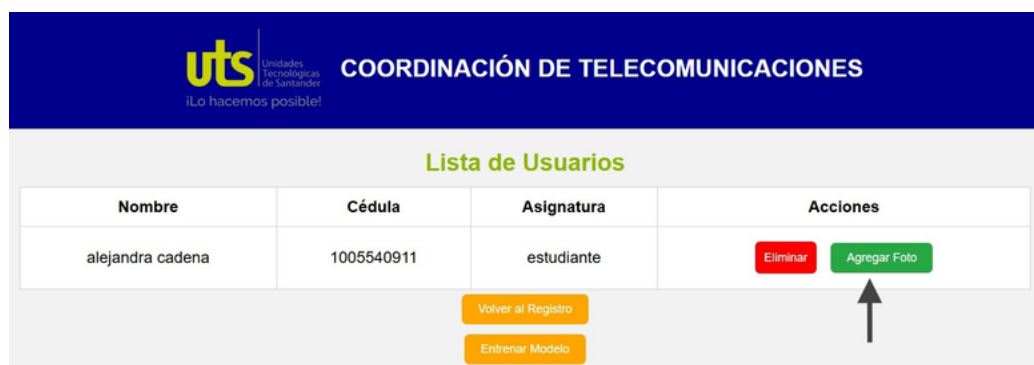 uts
Unidades
Tecnológicas
de Santander
¡Lo hacemos posible!
COORDINACIÓN DE TELECOMUNICACIONES
Lista de Usuarios
Nombre Cédula Asignatura Acciones
alejandra cadena 1005540911 estudiante Eliminar Agregar Foto
Volver al Registro
Entrenar Modelo